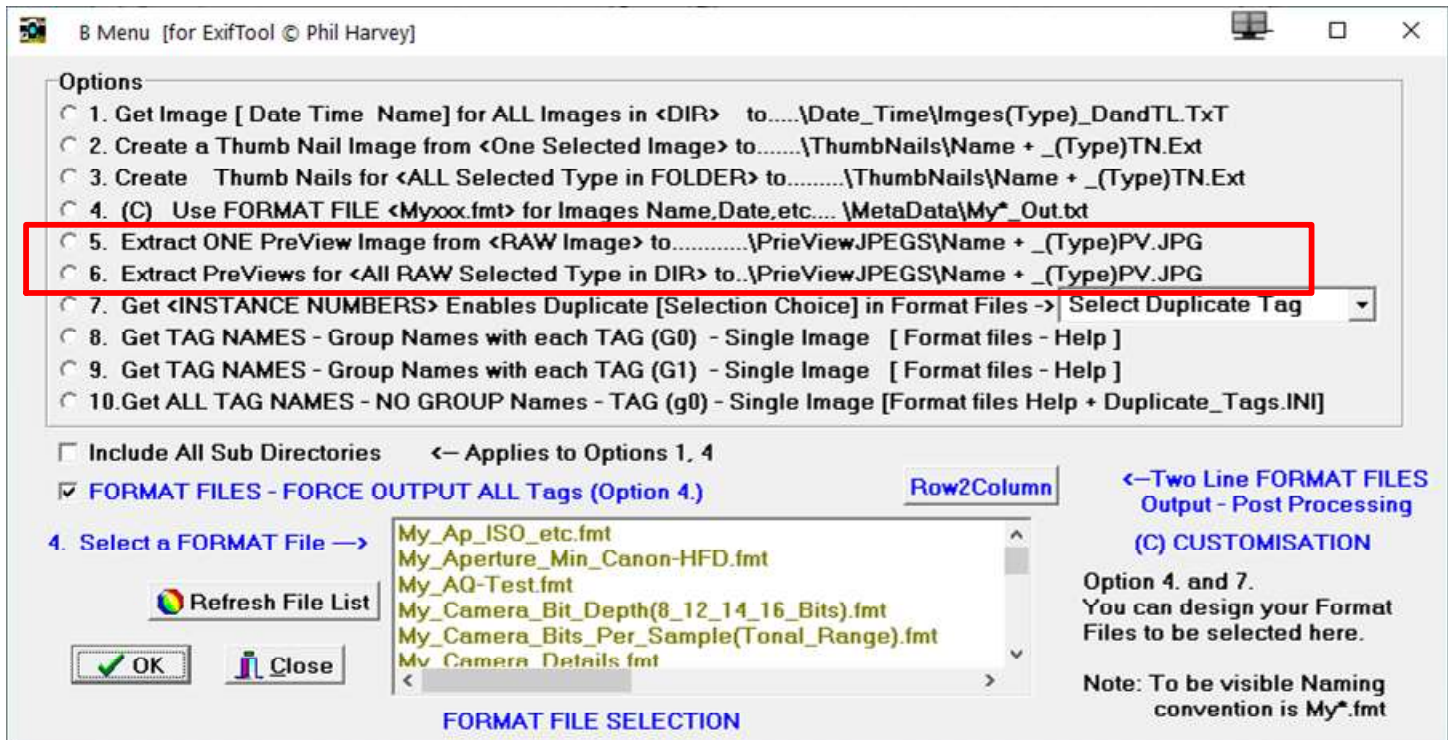 B Menu [for ExifTool © Phil Harvey]
Options
1. Get Image [ Date Time Name] for ALL Images in <DIR> to.....\Date_Time\Imges(Type)_DandTL.TxT
2. Create a Thumb Nail Image from <One Selected Image> to.......\ThumbNails\Name + _(Type)TN.Ext
3. Create Thumb Nails for <ALL Selected Type in FOLDER> to.........\ThumbNails\Name + _(Type)TN.Ext
4. (C) Use FORMAT FILE <Myxxx.fmt> for Images Name,Date,etc.... \MetaData\My*_Out.txt
5. Extract ONE PreView Image from <RAW Image> to............\PrieViewJPEGS\Name + _(Type)PV.JPG
6. Extract PreViews for <All RAW Selected Type in DIR> to..\PrieViewJPEGS\Name + _(Type)PV.JPG
7. Get <INSTANCE NUMBERS> Enables Duplicate [Selection Choice] in Format Files -> Select Duplicate Tag
8. Get TAG NAMES - Group Names with each TAG (G0) - Single Image [ Format files - Help ]
9. Get TAG NAMES - Group Names with each TAG (G1) - Single Image [ Format files - Help ]
10.Get ALL TAG NAMES - NO GROUP Names - TAG (g0) - Single Image [Format files Help + Duplicate_Tags.INI]
Include All Sub Directories <-- Applies to Options 1, 4
FORMAT FILES - FORCE OUTPUT ALL Tags (Option 4.)
Row2Column
<--Two Line FORMAT FILES
Output - Post Processing
4. Select a FORMAT File --->
My_Ap_ISO_etc.fmt
My_Aperture_Min_Canon-HFD.fmt
My_AQ-Test.fmt
My_Camera_Bit_Depth(8_12_14_16_Bits).fmt
My_Camera_Bits_Per_Sample(Tonal_Range).fmt
My_Camera_Details.fmt
(C) CUSTOMISATION
Refresh File List
Option 4. and 7.
You can design your Format
Files to be selected here.
OK
Close
Note: To be visible Naming
convention is My*.fmt
FORMAT FILE SELECTION